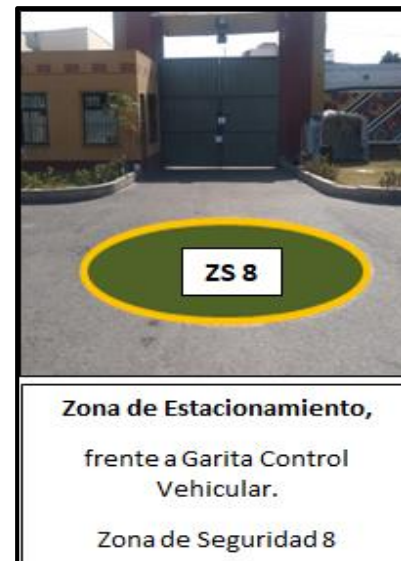 ZS 8
Zona de Estacionamiento,
frente a Garita Control
Vehicular.
Zona de Seguridad 8